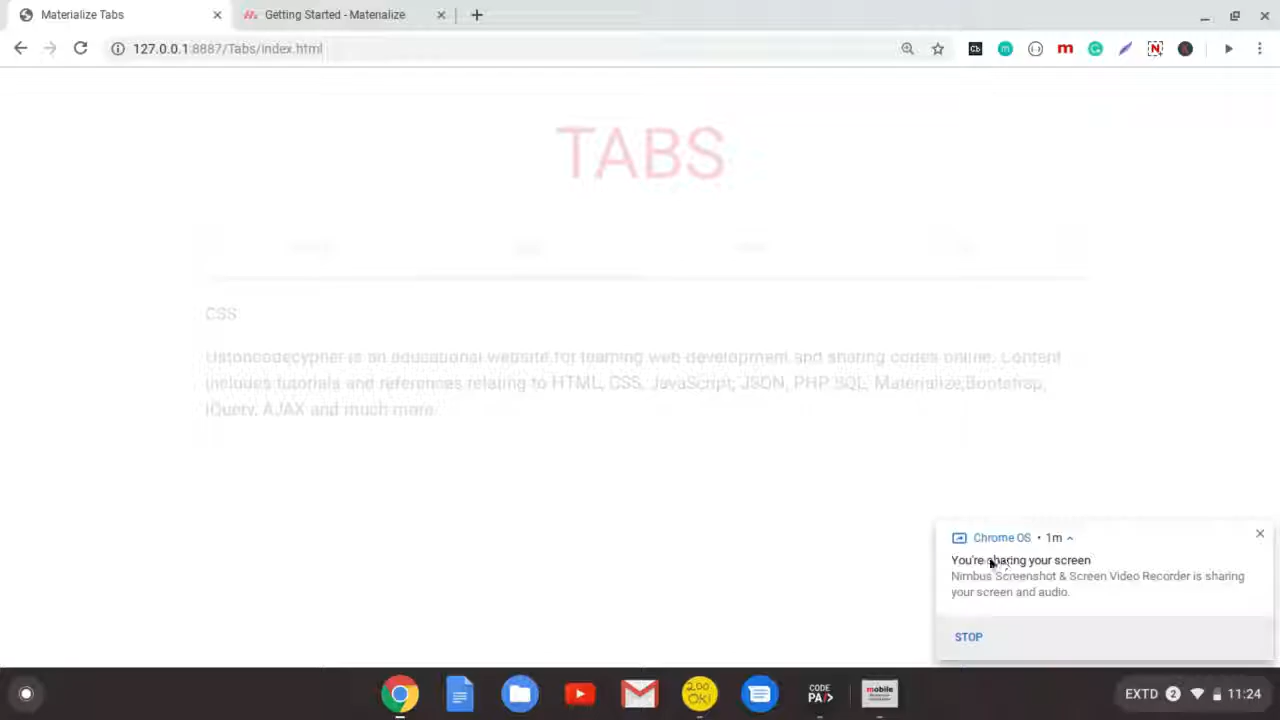 Materialize Tabs
Getting Started - Materialize
127.0.0.1:8887/Tabs/index.html
TABS
CSS
is an educational website for learning web development and sharing codes online. Content
includes tutorials and references relating to HTML, CSS, JavaScript, JSON, PHP SQL, Materialize,Bootstrap,
jQuery, AJAX and much more.
Chrome OS • 1m
You're sharing your screen
Nimbus Screenshot & Screen Video Recorder is sharing
your screen and audio.
STOP
CODE
PA
mobile
EXTD 2 11:24